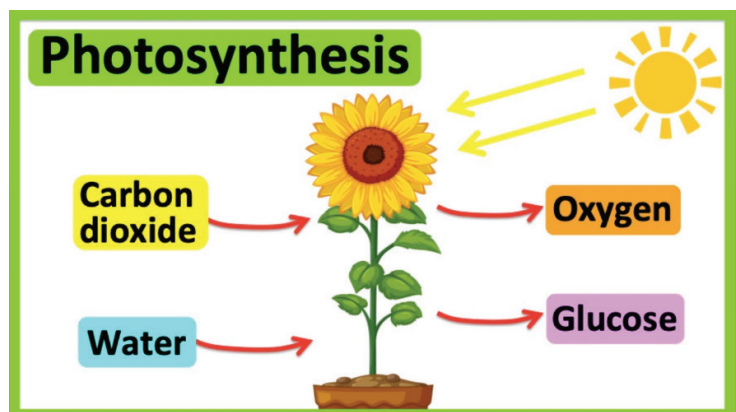 Photosynthesis
Carbon
dioxide
Oxygen
Water
Glucose